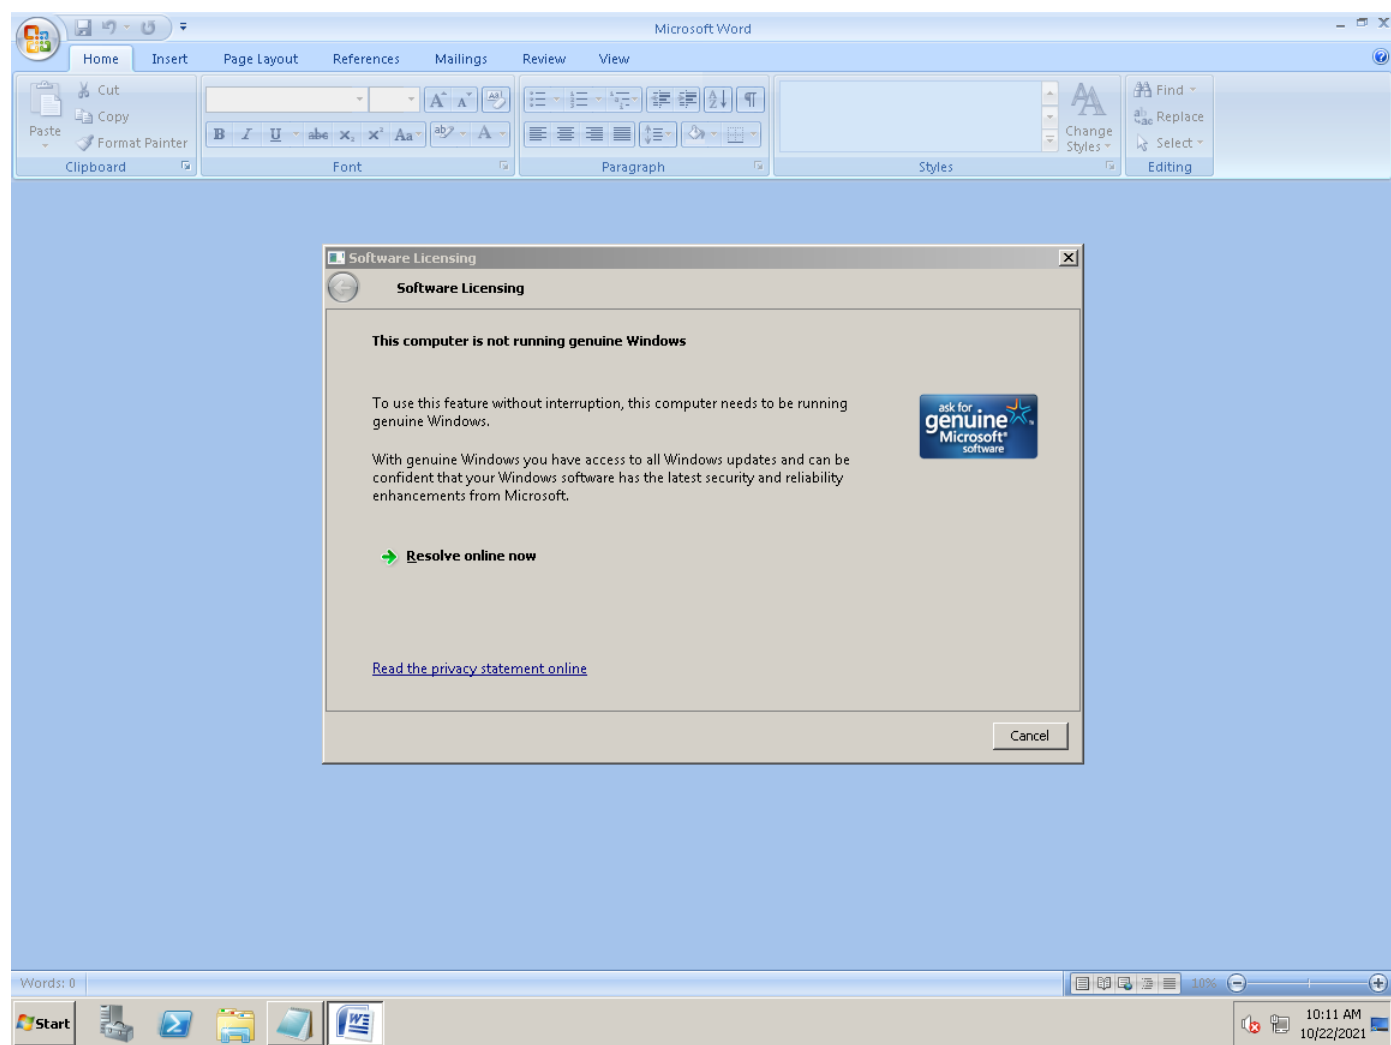 Microsoft Word
Home Insert Page Layout References Mailings Review View
Paste
Cut
Copy
Format Painter
Clipboard
B I U abc X₂ X² Aa
Font
Paragraph
Styles
Change
Styles
Find
Replace
Select
Editing
Software Licensing
Software Licensing
This computer is not running genuine Windows
To use this feature without interruption, this computer needs to be running
genuine Windows.
With genuine Windows you have access to all Windows updates and can be
confident that your Windows software has the latest security and reliability
enhancements from Microsoft.
ask for
genuine
Microsoft®
software
Resolve online now
Read the privacy statement online
Cancel
Words: 0
10%
Start
10:11 AM
10/22/2021